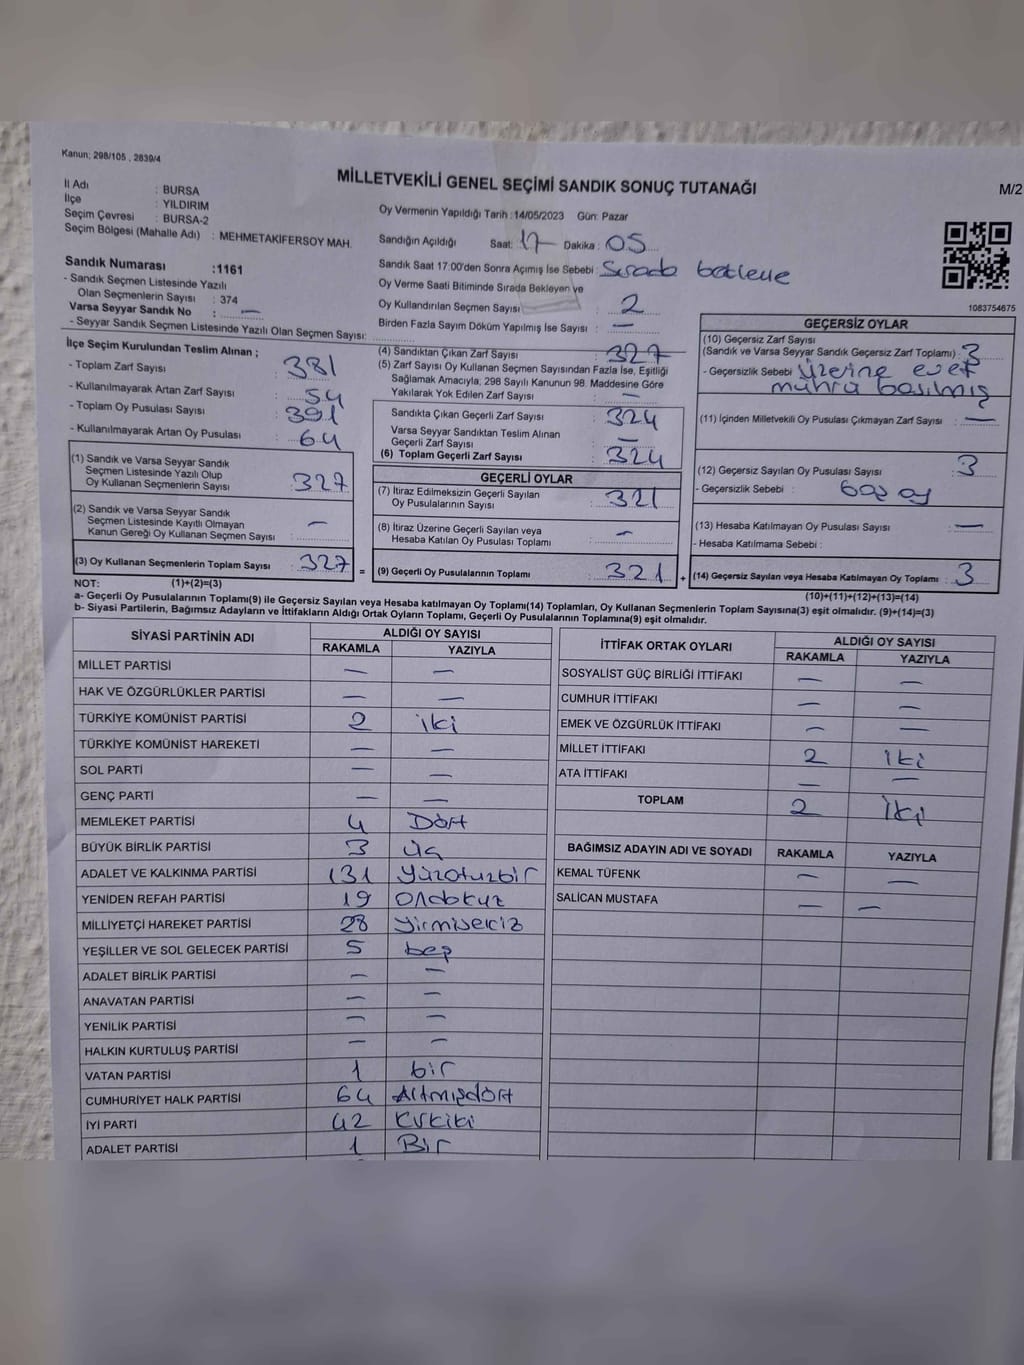 Kanun; 298/105 , 2839/4
MİLLETVEKİLİ GENEL SEÇİMİ SANDIK SONUÇ TUTANAĞI
M/2
İl Adı : BURSA
İlçe : YILDIRIM
Seçim Çevresi : BURSA-2
Seçim Bölgesi (Mahalle Adı) : MEHMETAKİFERSOY MAH.
Oy Vermenin Yapıldığı Tarih :14/05/2023 Gün: Pazar
Sandığın Açıldığı Saat: 17 Dakika : 05
Sandık Saat 17:00'den Sonra Açımış İse Sebebi : Sırada bekleme
Oy Verme Saati Bitiminde Sırada Bekleyen ve
Oy Kullandırılan Seçmen Sayısı : 2
Birden Fazla Sayım Döküm Yapılmış İse Sayısı : —
1083754675
Sandık Numarası :1161
- Sandık Seçmen Listesinde Yazılı
Olan Seçmenlerin Sayısı : 374
Varsa Seyyar Sandık No : —
- Seyyar Sandık Seçmen Listesinde Yazılı Olan Seçmen Sayısı:
İlçe Seçim Kurulundan Teslim Alınan ;
- Toplam Zarf Sayısı : 381
- Kullanılmayarak Artan Zarf Sayısı : 54
- Toplam Oy Pusulası Sayısı : 391
- Kullanılmayarak Artan Oy Pusulası : 64
(1) Sandık ve Varsa Seyyar Sandık
Seçmen Listesinde Yazılı Olup
Oy Kullanan Seçmenlerin Sayısı : 327
(2) Sandık ve Varsa Seyyar Sandık
Seçmen Listesinde Kayıtlı Olmayan
Kanun Gereği Oy Kullanan Seçmen Sayısı : —
(3) Oy Kullanan Seçmenlerin Toplam Sayısı : 327 =
(4) Sandıktan Çıkan Zarf Sayısı : 327
(5) Zarf Sayısı Oy Kullanan Seçmen Sayısından Fazla İse, Eşitliği
Sağlamak Amacıyla, 298 Sayılı Kanunun 98. Maddesine Göre
Yakılarak Yok Edilen Zarf Sayısı : —
Sandıkta Çıkan Geçerli Zarf Sayısı : 324
Varsa Seyyar Sandıktan Teslim Alınan
Geçerli Zarf Sayısı : —
(6) Toplam Geçerli Zarf Sayısı : 324
GEÇERLİ OYLAR
(7) İtiraz Edilmeksizin Geçerli Sayılan
Oy Pusulalarının Sayısı : 321
(8) İtiraz Üzerine Geçerli Sayılan veya
Hesaba Katılan Oy Pusulası Toplamı : —
(9) Geçerli Oy Pusulalarının Toplamı : 321 +
GEÇERSİZ OYLAR
(10) Geçersiz Zarf Sayısı
(Sandık ve Varsa Seyyar Sandık Geçersiz Zarf Toplamı) : 3
- Geçersizlik Sebebi : üzerine evet
mührü basılmış
(11) İçinden Milletvekili Oy Pusulası Çıkmayan Zarf Sayısı : —
(12) Geçersiz Sayılan Oy Pusulası Sayısı : 3
- Geçersizlik Sebebi : boş oy
(13) Hesaba Katılmayan Oy Pusulası Sayısı : —
- Hesaba Katılmama Sebebi :
(14) Geçersiz Sayılan veya Hesaba Katılmayan Oy Toplamı : 3
NOT: (1)+(2)=(3)
(10)+(11)+(12)+(13)=(14)
a- Geçerli Oy Pusulalarının Toplamı(9) ile Geçersiz Sayılan veya Hesaba katılmayan Oy Toplamı(14) Toplamları, Oy Kullanan Seçmenlerin Toplam Sayısına(3) eşit olmalıdır. (9)+(14)=(3)
b- Siyasi Partilerin, Bağımsız Adayların ve İttifakların Aldığı Ortak Oyların Toplamı, Geçerli Oy Pusulalarının Toplamına(9) eşit olmalıdır.
SİYASİ PARTİNİN ADI ALDIĞI OY SAYISI
RAKAMLA YAZIYLA
MİLLET PARTİSİ — —
HAK VE ÖZGÜRLÜKLER PARTİSİ — —
TÜRKİYE KOMÜNİST PARTİSİ 2 iki
TÜRKİYE KOMÜNİST HAREKETİ — —
SOL PARTİ — —
GENÇ PARTİ — —
MEMLEKET PARTİSİ 4 Dört
BÜYÜK BİRLİK PARTİSİ 3 üç
ADALET VE KALKINMA PARTİSİ 131 Yüzotuzbir
YENİDEN REFAH PARTİSİ 19 Ondokuz
MİLLİYETÇİ HAREKET PARTİSİ 28 yirmisekiz
YEŞİLLER VE SOL GELECEK PARTİSİ 5 beş
ADALET BİRLİK PARTİSİ — —
ANAVATAN PARTİSİ — —
YENİLİK PARTİSİ — —
HALKIN KURTULUŞ PARTİSİ — —
VATAN PARTİSİ 1 bir
CUMHURİYET HALK PARTİSİ 64 Altmışdört
İYİ PARTİ 42 Kırkiki
ADALET PARTİSİ 1 Bir
İTTİFAK ORTAK OYLARI ALDIĞI OY SAYISI
RAKAMLA YAZIYLA
SOSYALİST GÜÇ BİRLİĞİ İTTİFAKI — —
CUMHUR İTTİFAKI — —
EMEK VE ÖZGÜRLÜK İTTİFAKI — —
MİLLET İTTİFAKI 2 iki
ATA İTTİFAKI — —
TOPLAM 2 İki
BAĞIMSIZ ADAYIN ADI VE SOYADI RAKAMLA YAZIYLA
KEMAL TÜFENK — —
SALİCAN MUSTAFA — —